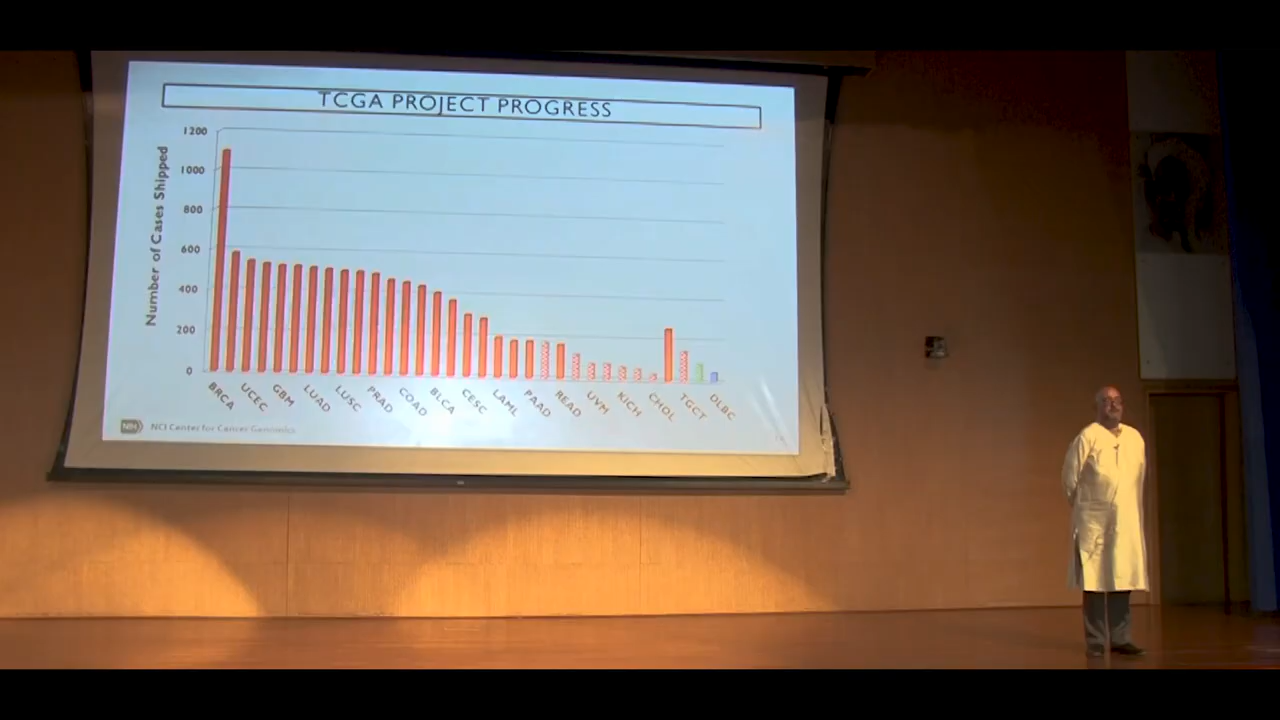 TCGA PROJECT PROGRESS
Number of Cases Shipped
1200
1000
800
600
400
200
0
BRCA
UCEC
GBM
LUAD
LUSC
PRAD
COAD
BLCA
CESC
LAML
PAAD
READ
UVM
KICH
CHOL
TGCT
DLBC
NIH
NCI Center for Cancer Genomics